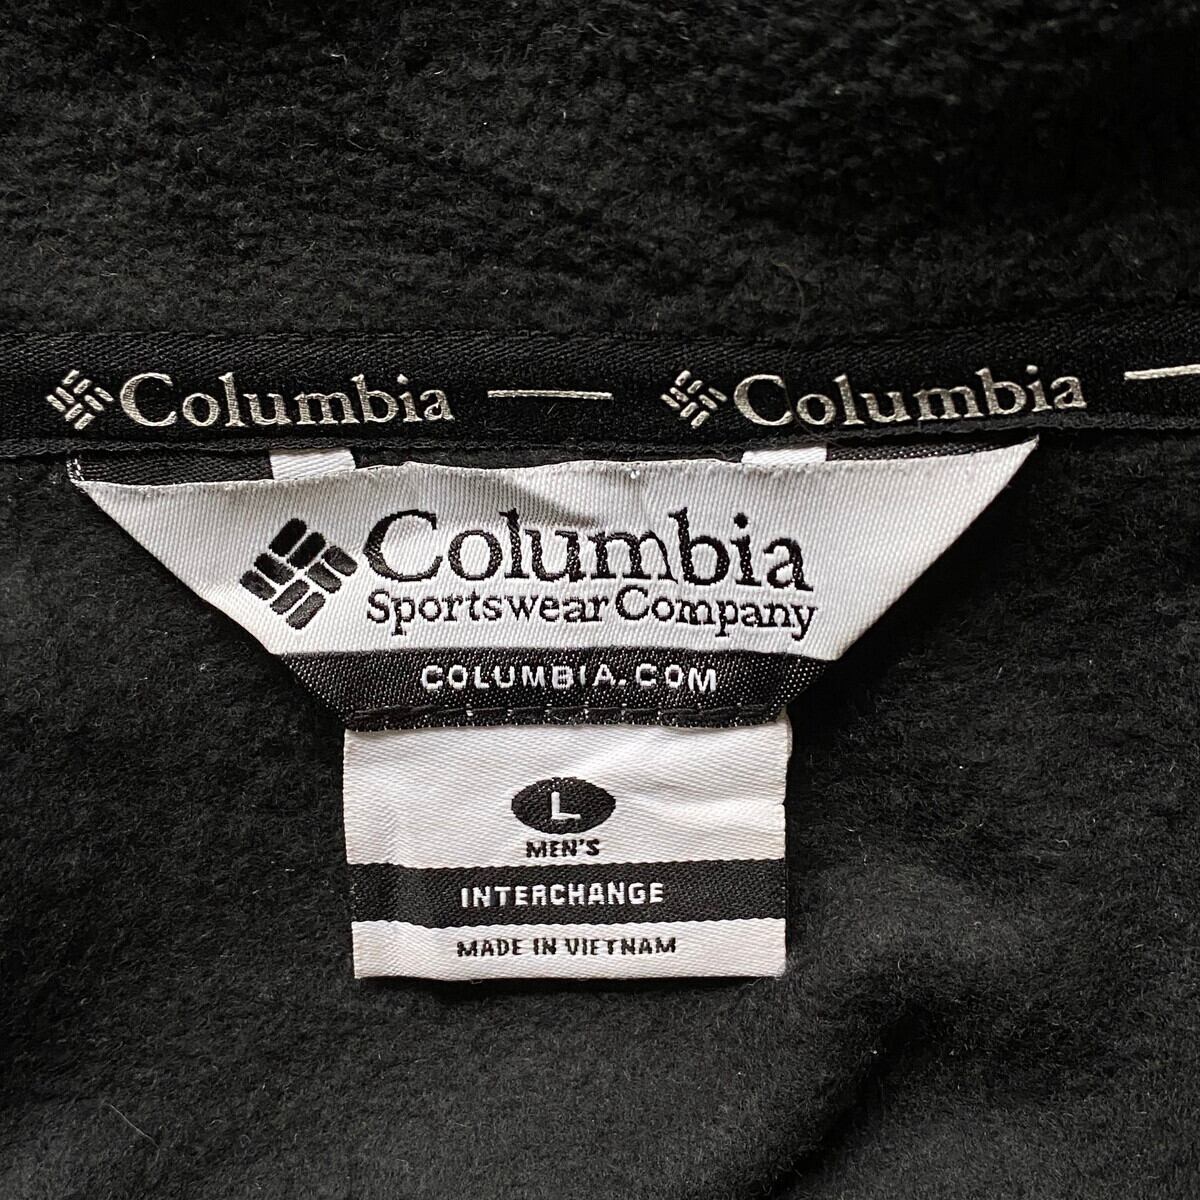 Columbia — Columbia —
Columbia
Sportswear Company
COLUMBIA.COM
L
MEN'S
INTERCHANGE
MADE IN VIETNAM